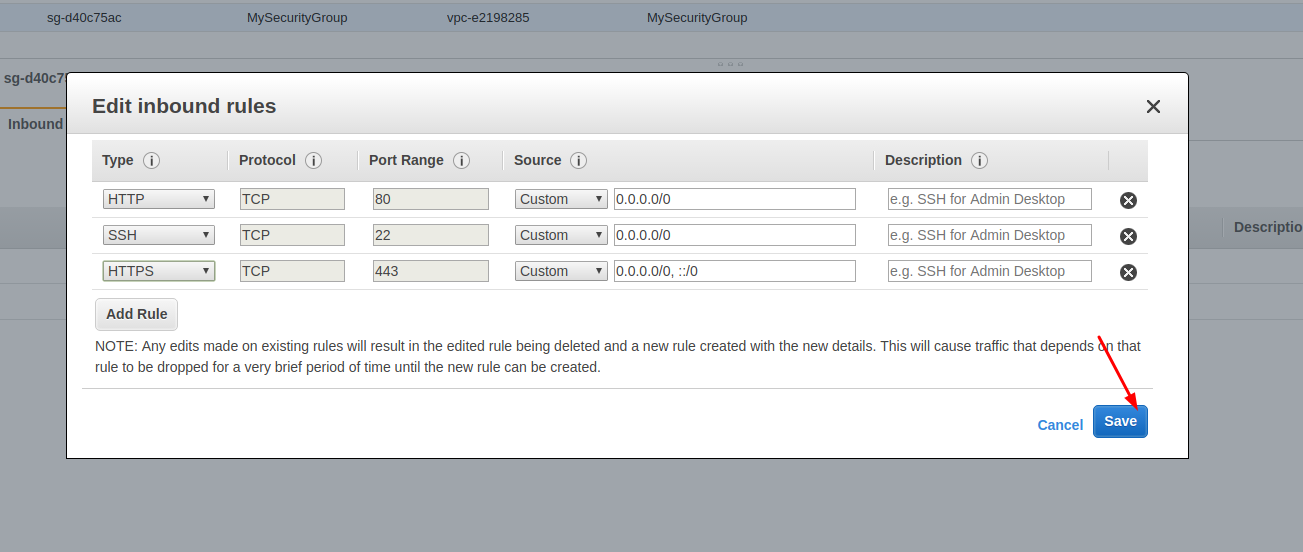 sg-d40c75ac MySecurityGroup vpc-e2198285 MySecurityGroup
sg-d40c75
Edit inbound rules
Inbound
Type Protocol Port Range Source Description
HTTP TCP 80 Custom 0.0.0.0/0 e.g. SSH for Admin Desktop
SSH TCP 22 Custom 0.0.0.0/0 e.g. SSH for Admin Desktop
Descriptio
HTTPS TCP 443 Custom 0.0.0.0/0, ::/0 e.g. SSH for Admin Desktop
Add Rule
NOTE: Any edits made on existing rules will result in the edited rule being deleted and a new rule created with the new details. This will cause traffic that depends on that
rule to be dropped for a very brief period of time until the new rule can be created.
Cancel Save